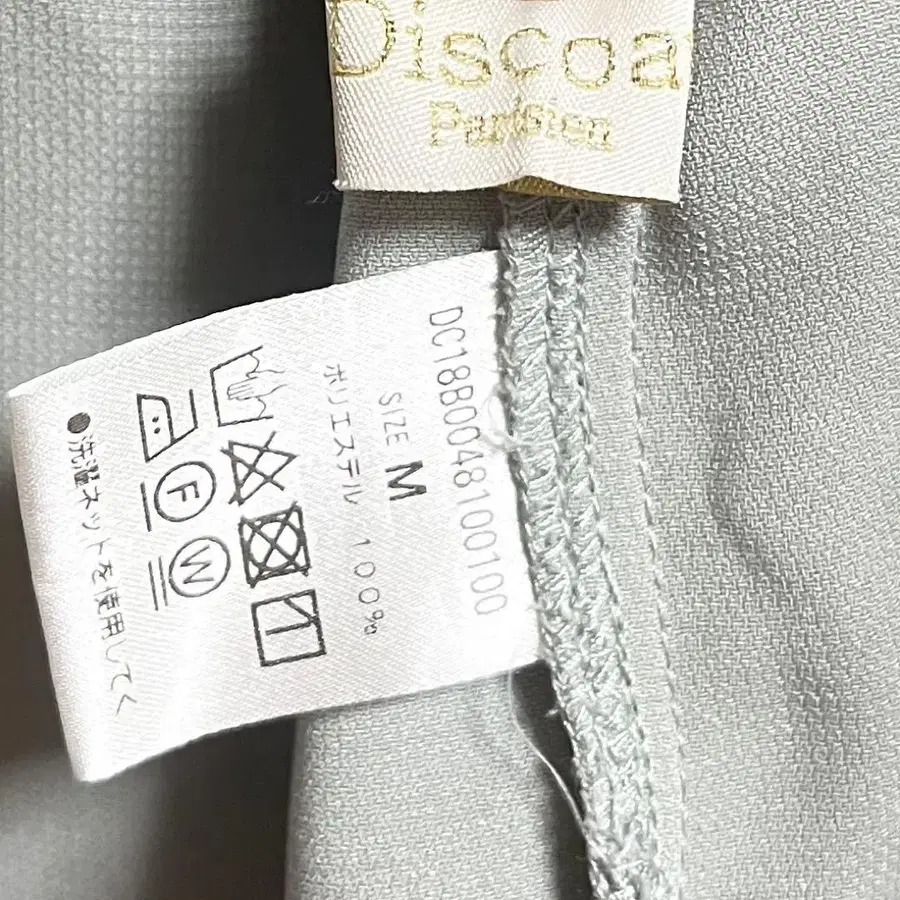 Discoa
Parisien
DC18B0048100100
SIZE M
ポリエステル 100%
F
W
●洗濯ネットを使用してく